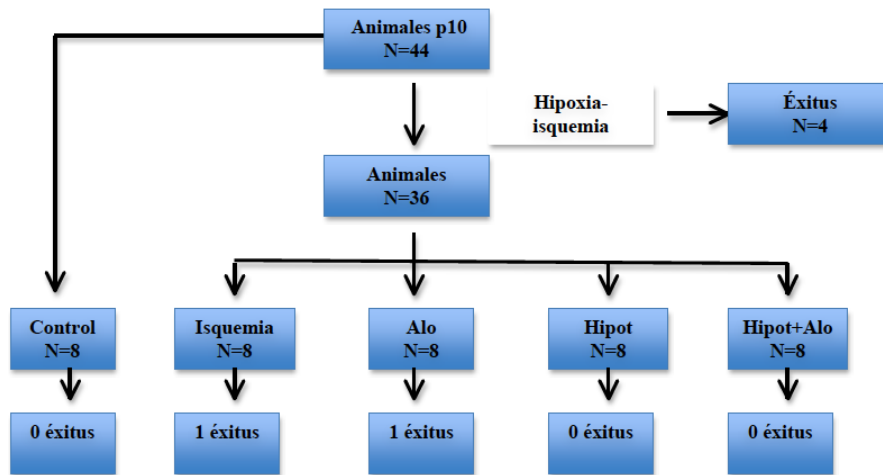 Animales p10
N=44
Hipoxia-
isquemia
Éxitus
N=4
Animales
N=36
Control
N=8
Isquemia
N=8
Alo
N=8
Hipot
N=8
Hipot+Alo
N=8
0 éxitus
1 éxitus
1 éxitus
0 éxitus
0 éxitus